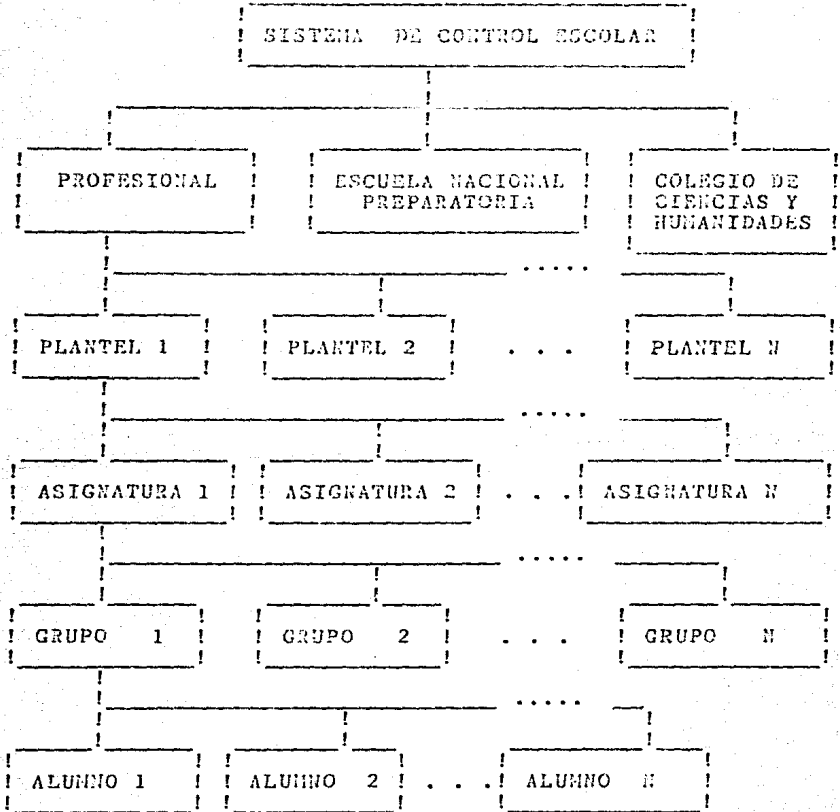 SISTEMA DE CONTROL ESCOLAR
PROFESIONAL
ESCUELA NACIONAL
PREPARATORIA
COLEGIO DE
CIENCIAS Y
HUMANIDADES
.....
PLANTEL 1
PLANTEL 2
. . .
PLANTEL N
.....
ASIGNATURA 1
ASIGNATURA 2
. . .
ASIGNATURA N
.....
GRUPO 1
GRUPO 2
. . .
GRUPO N
.....
ALUMNO 1
ALUMNO 2
. . .
ALUMNO N